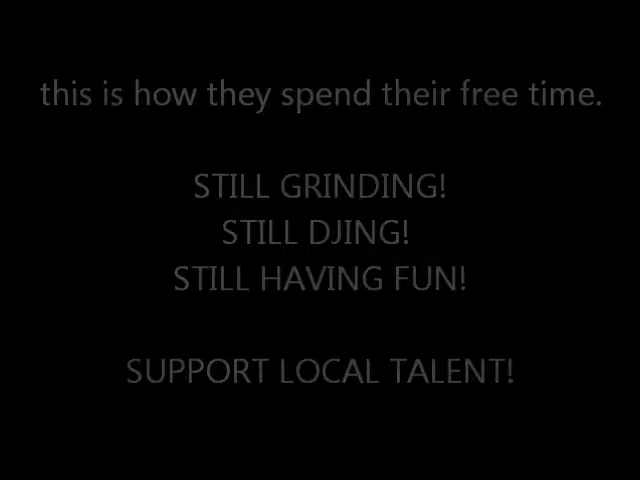 this is how they spend their free time.
STILL GRINDING!
STILL DJING!
STILL HAVING FUN!
SUPPORT LOCAL TALENT!